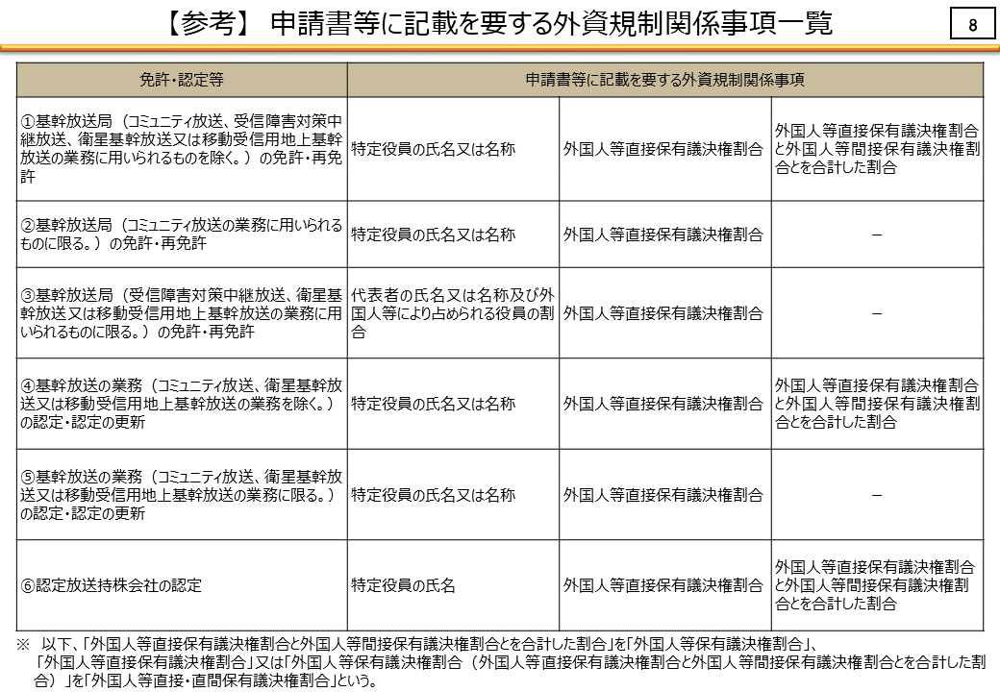 【参考】 申請書等に記載を要する外資規制関係事項一覧
8
免許・認定等
申請書等に記載を要する外資規制関係事項
①基幹放送局（コミュニティ放送、受信障害対策中
継放送、衛星基幹放送又は移動受信用地上基幹
放送の業務に用いられるものを除く。）の免許・再免
許
特定役員の氏名又は名称
外国人等直接保有議決権割合
外国人等直接保有議決権割合
と外国人等間接保有議決権割
合とを合計した割合
②基幹放送局（コミュニティ放送の業務に用いられる
ものに限る。）の免許・再免許
特定役員の氏名又は名称
外国人等直接保有議決権割合
－
③基幹放送局（受信障害対策中継放送、衛星基
幹放送又は移動受信用地上基幹放送の業務に用
いられるものに限る。）の免許・再免許
代表者の氏名又は名称及び外
国人等により占められる役員の割
合
外国人等直接保有議決権割合
－
④基幹放送の業務（コミュニティ放送、衛星基幹放
送又は移動受信用地上基幹放送の業務を除く。）
の認定・認定の更新
特定役員の氏名又は名称
外国人等直接保有議決権割合
外国人等直接保有議決権割合
と外国人等間接保有議決権割
合とを合計した割合
⑤基幹放送の業務（コミュニティ放送、衛星基幹放
送又は移動受信用地上基幹放送の業務に限る。）
の認定・認定の更新
特定役員の氏名又は名称
外国人等直接保有議決権割合
－
⑥認定放送持株会社の認定
特定役員の氏名
外国人等直接保有議決権割合
外国人等直接保有議決権割合
と外国人等間接保有議決権割
合とを合計した割合
※ 以下、「外国人等直接保有議決権割合と外国人等間接保有議決権割合とを合計した割合」を「外国人等保有議決権割合」、
「外国人等直接保有議決権割合」又は「外国人等保有議決権割合（外国人等直接保有議決権割合と外国人等間接保有議決権割合とを合計した割
合）」を「外国人等直接・直間保有議決権割合」という。